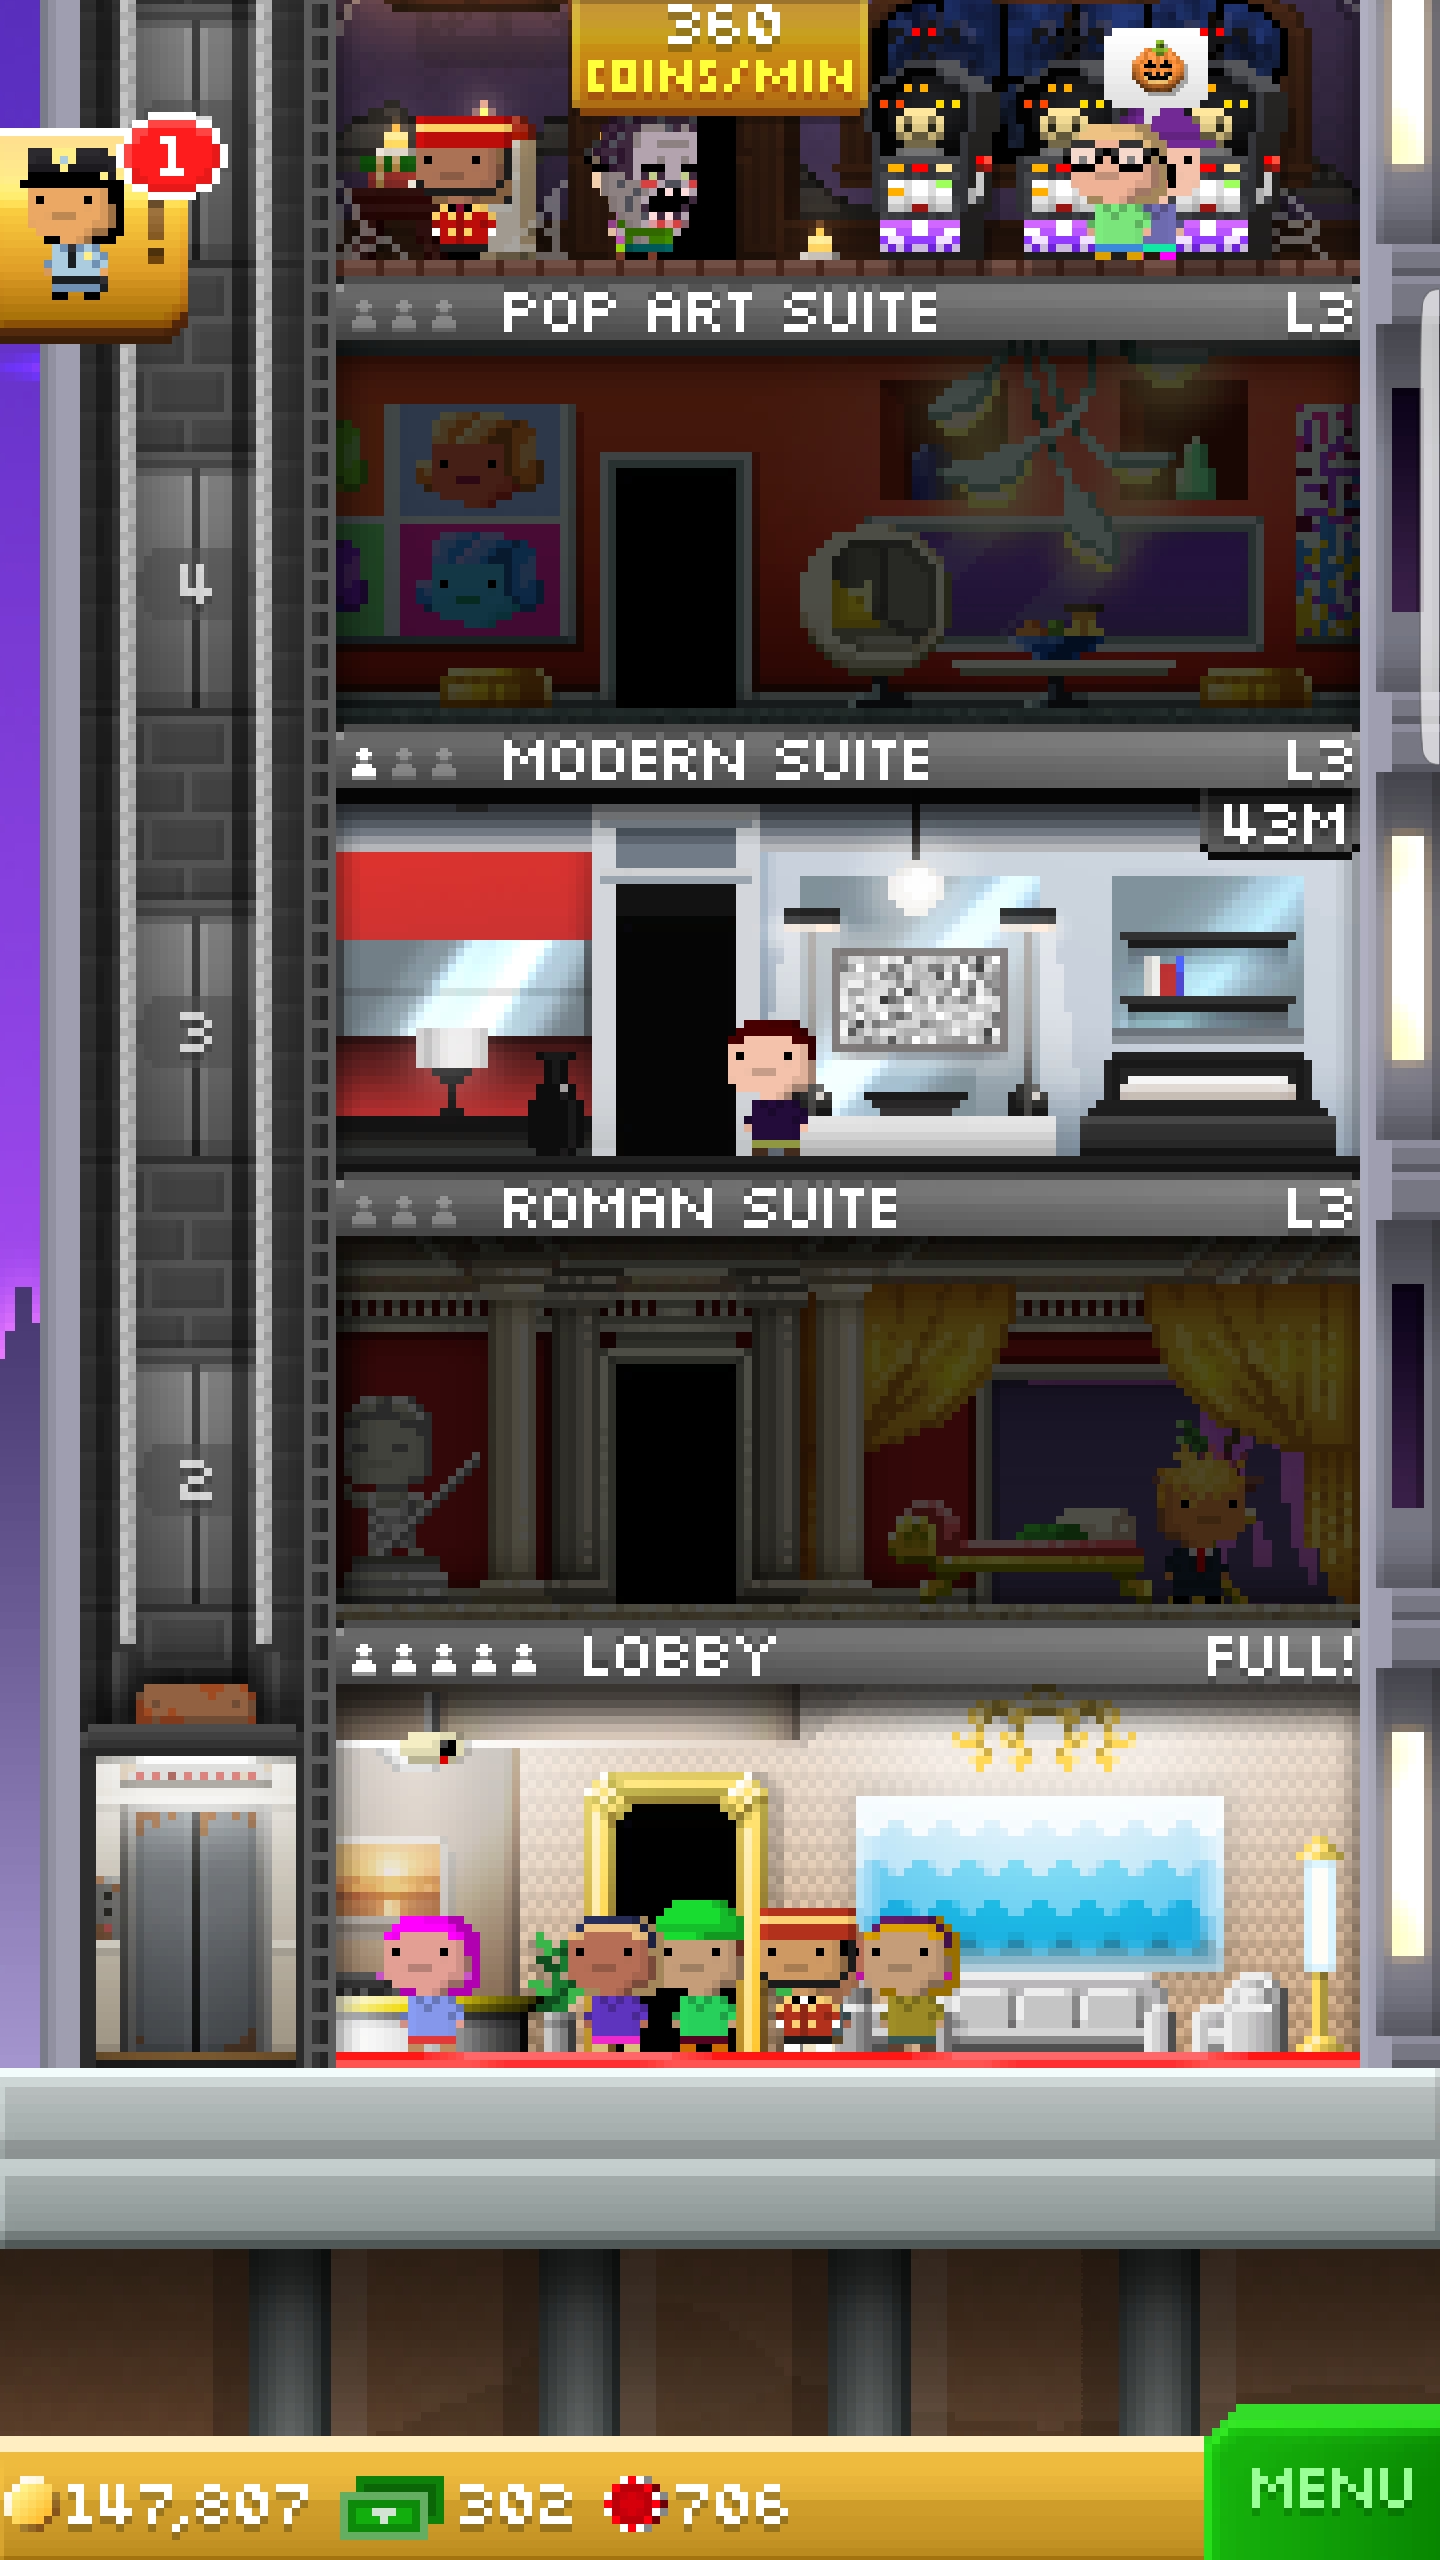 360
COINS/MIN
1
!
POP ART SUITE L3
4
MODERN SUITE L3
43M
3
ROMAN SUITE L3
2
LOBBY FULL!
147,807 302 706
MENU